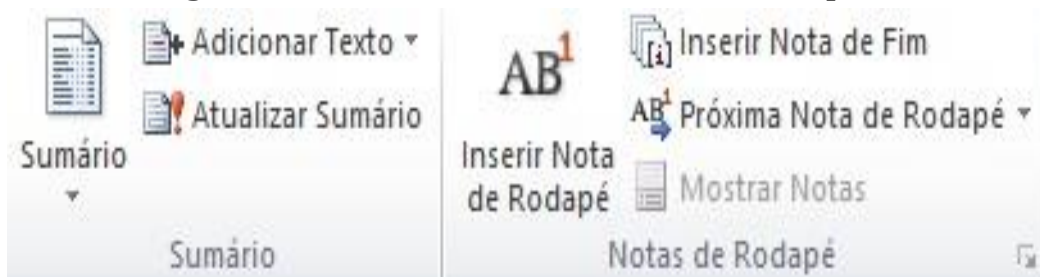 Adicionar Texto
Atualizar Sumário
Sumário
Sumário
AB1
Inserir Nota
de Rodapé
[i] Inserir Nota de Fim
AB1 Próxima Nota de Rodapé
Mostrar Notas
Notas de Rodapé